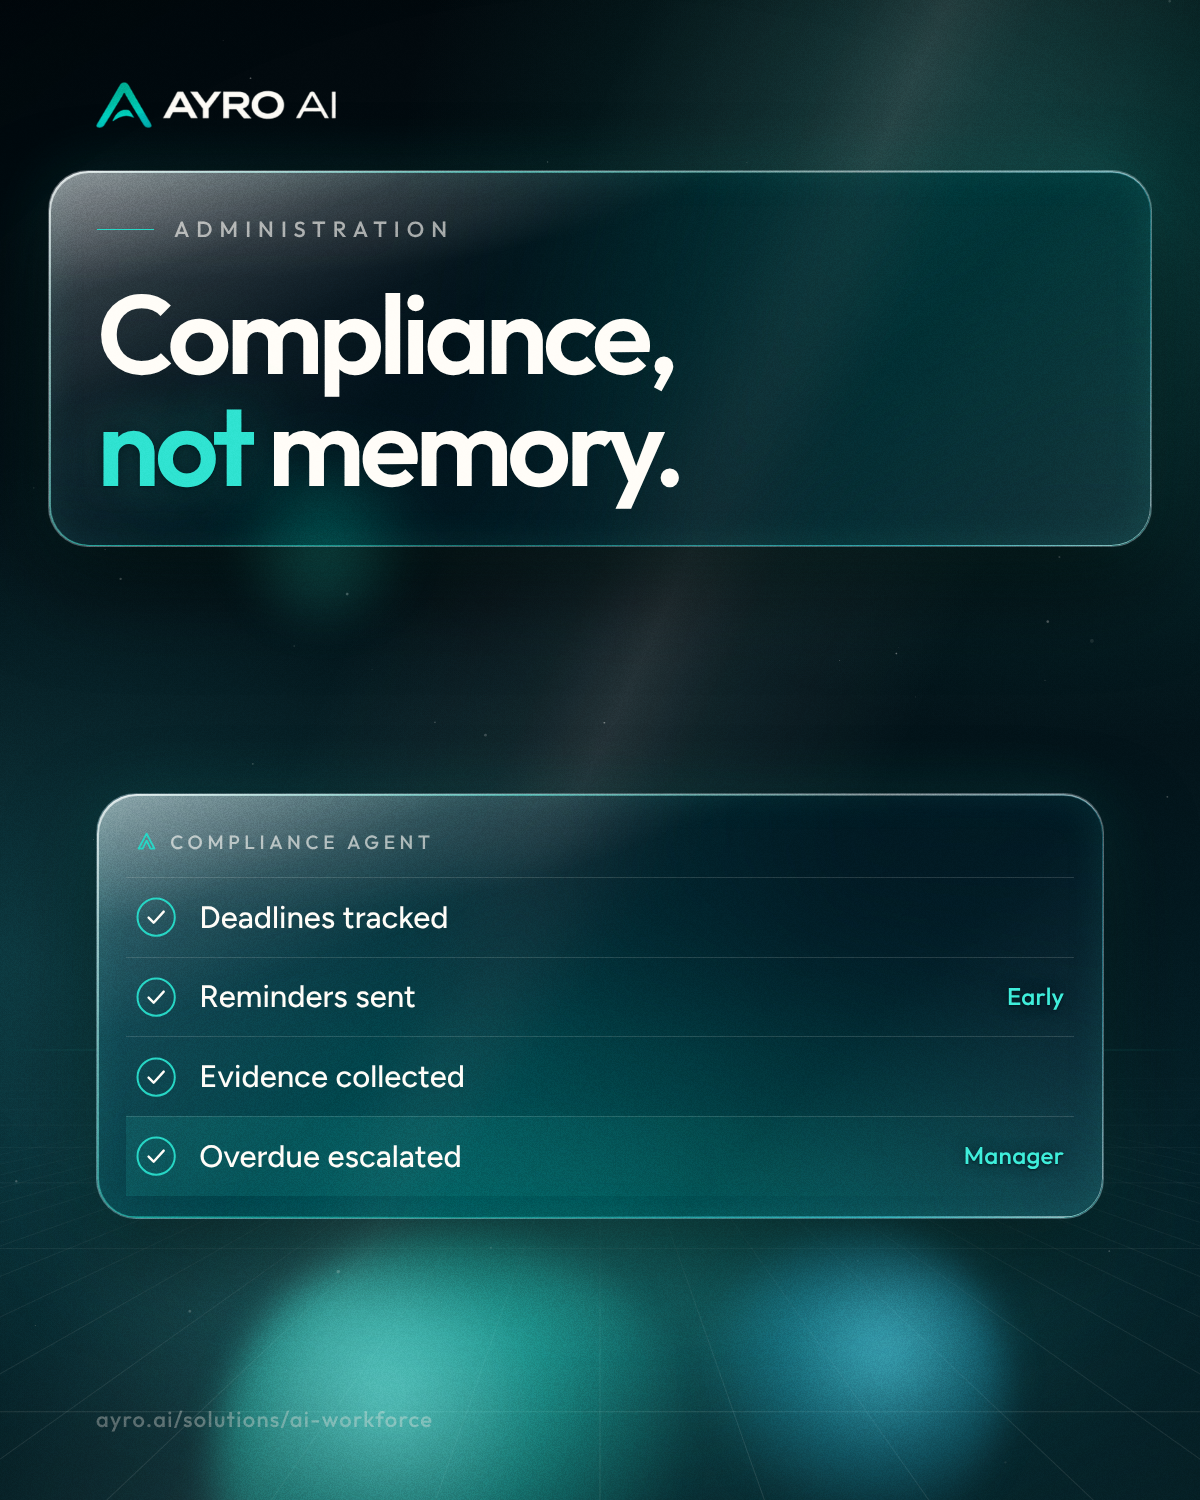 AYRO AI
ADMINISTRATION
Compliance,
not memory.
COMPLIANCE AGENT
Deadlines tracked
Reminders sent Early
Evidence collected
Overdue escalated Manager
ayro.ai/solutions/ai-workforce